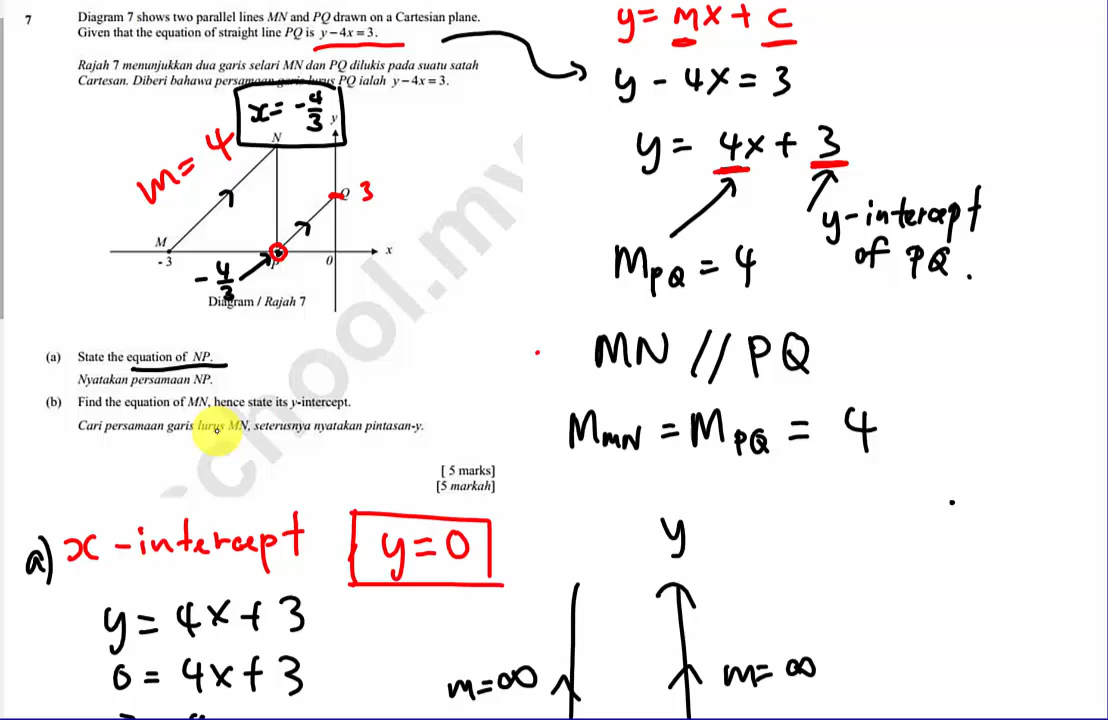 7 Diagram 7 shows two parallel lines MN and PQ drawn on a Cartesian plane.
Given that the equation of straight line PQ is y – 4x = 3.
Rajah 7 menunjukkan dua garis selari MN dan PQ dilukis pada suatu satah
Cartesan. Diberi bahawa persamaan garis lurus PQ ialah y – 4x = 3.
x = -4/3
y
N
m = 4
Q 3
M
-3
P
0
x
-4/3
Diagram / Rajah 7
(a) State the equation of NP.
Nyatakan persamaan NP.
(b) Find the equation of MN, hence state its y-intercept.
Cari persamaan garis lurus MN, seterusnya nyatakan pintasan-y.
[ 5 marks]
[5 markah]
y = mx + c
y - 4x = 3
y = 4x + 3
y-intercept
of PQ.
mPQ = 4
MN // PQ
mMN = mPQ = 4
a) x-intercept y=0
y = 4x + 3
0 = 4x + 3
y
m=∞ m=∞
chool.my